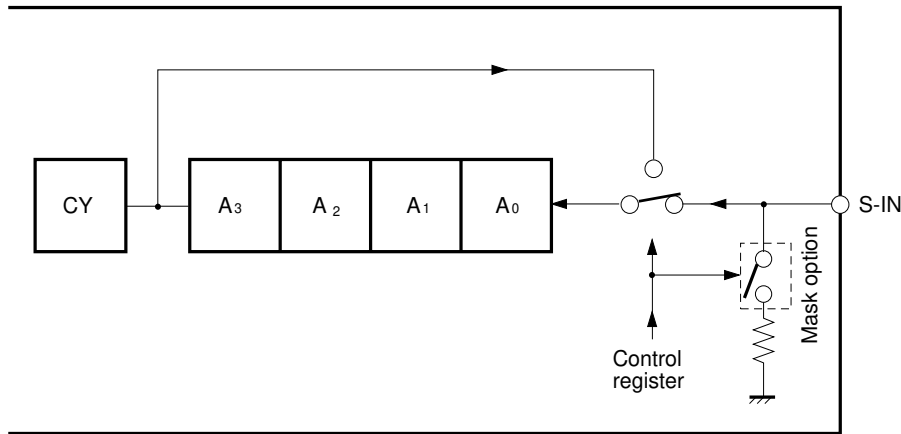 CY
A3
A2
A1
A0
S-IN
Mask option
Control
register